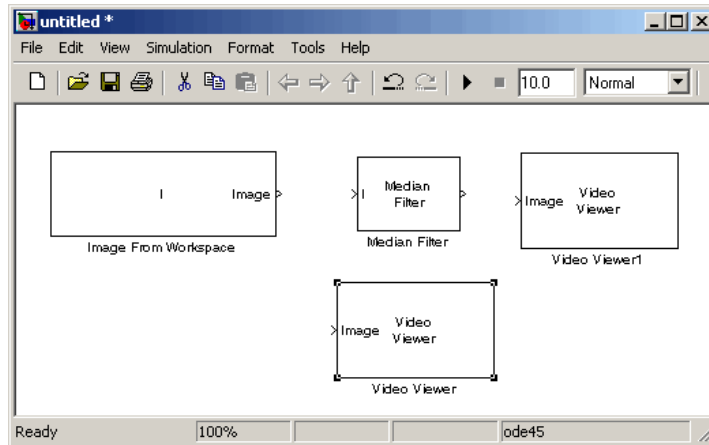 untitled *
File Edit View Simulation Format Tools Help
10.0 Normal
I Image
Image From Workspace
I Median
Filter
Median Filter
Image Video
Viewer
Video Viewer1
Image Video
Viewer
Video Viewer
Ready 100% ode45